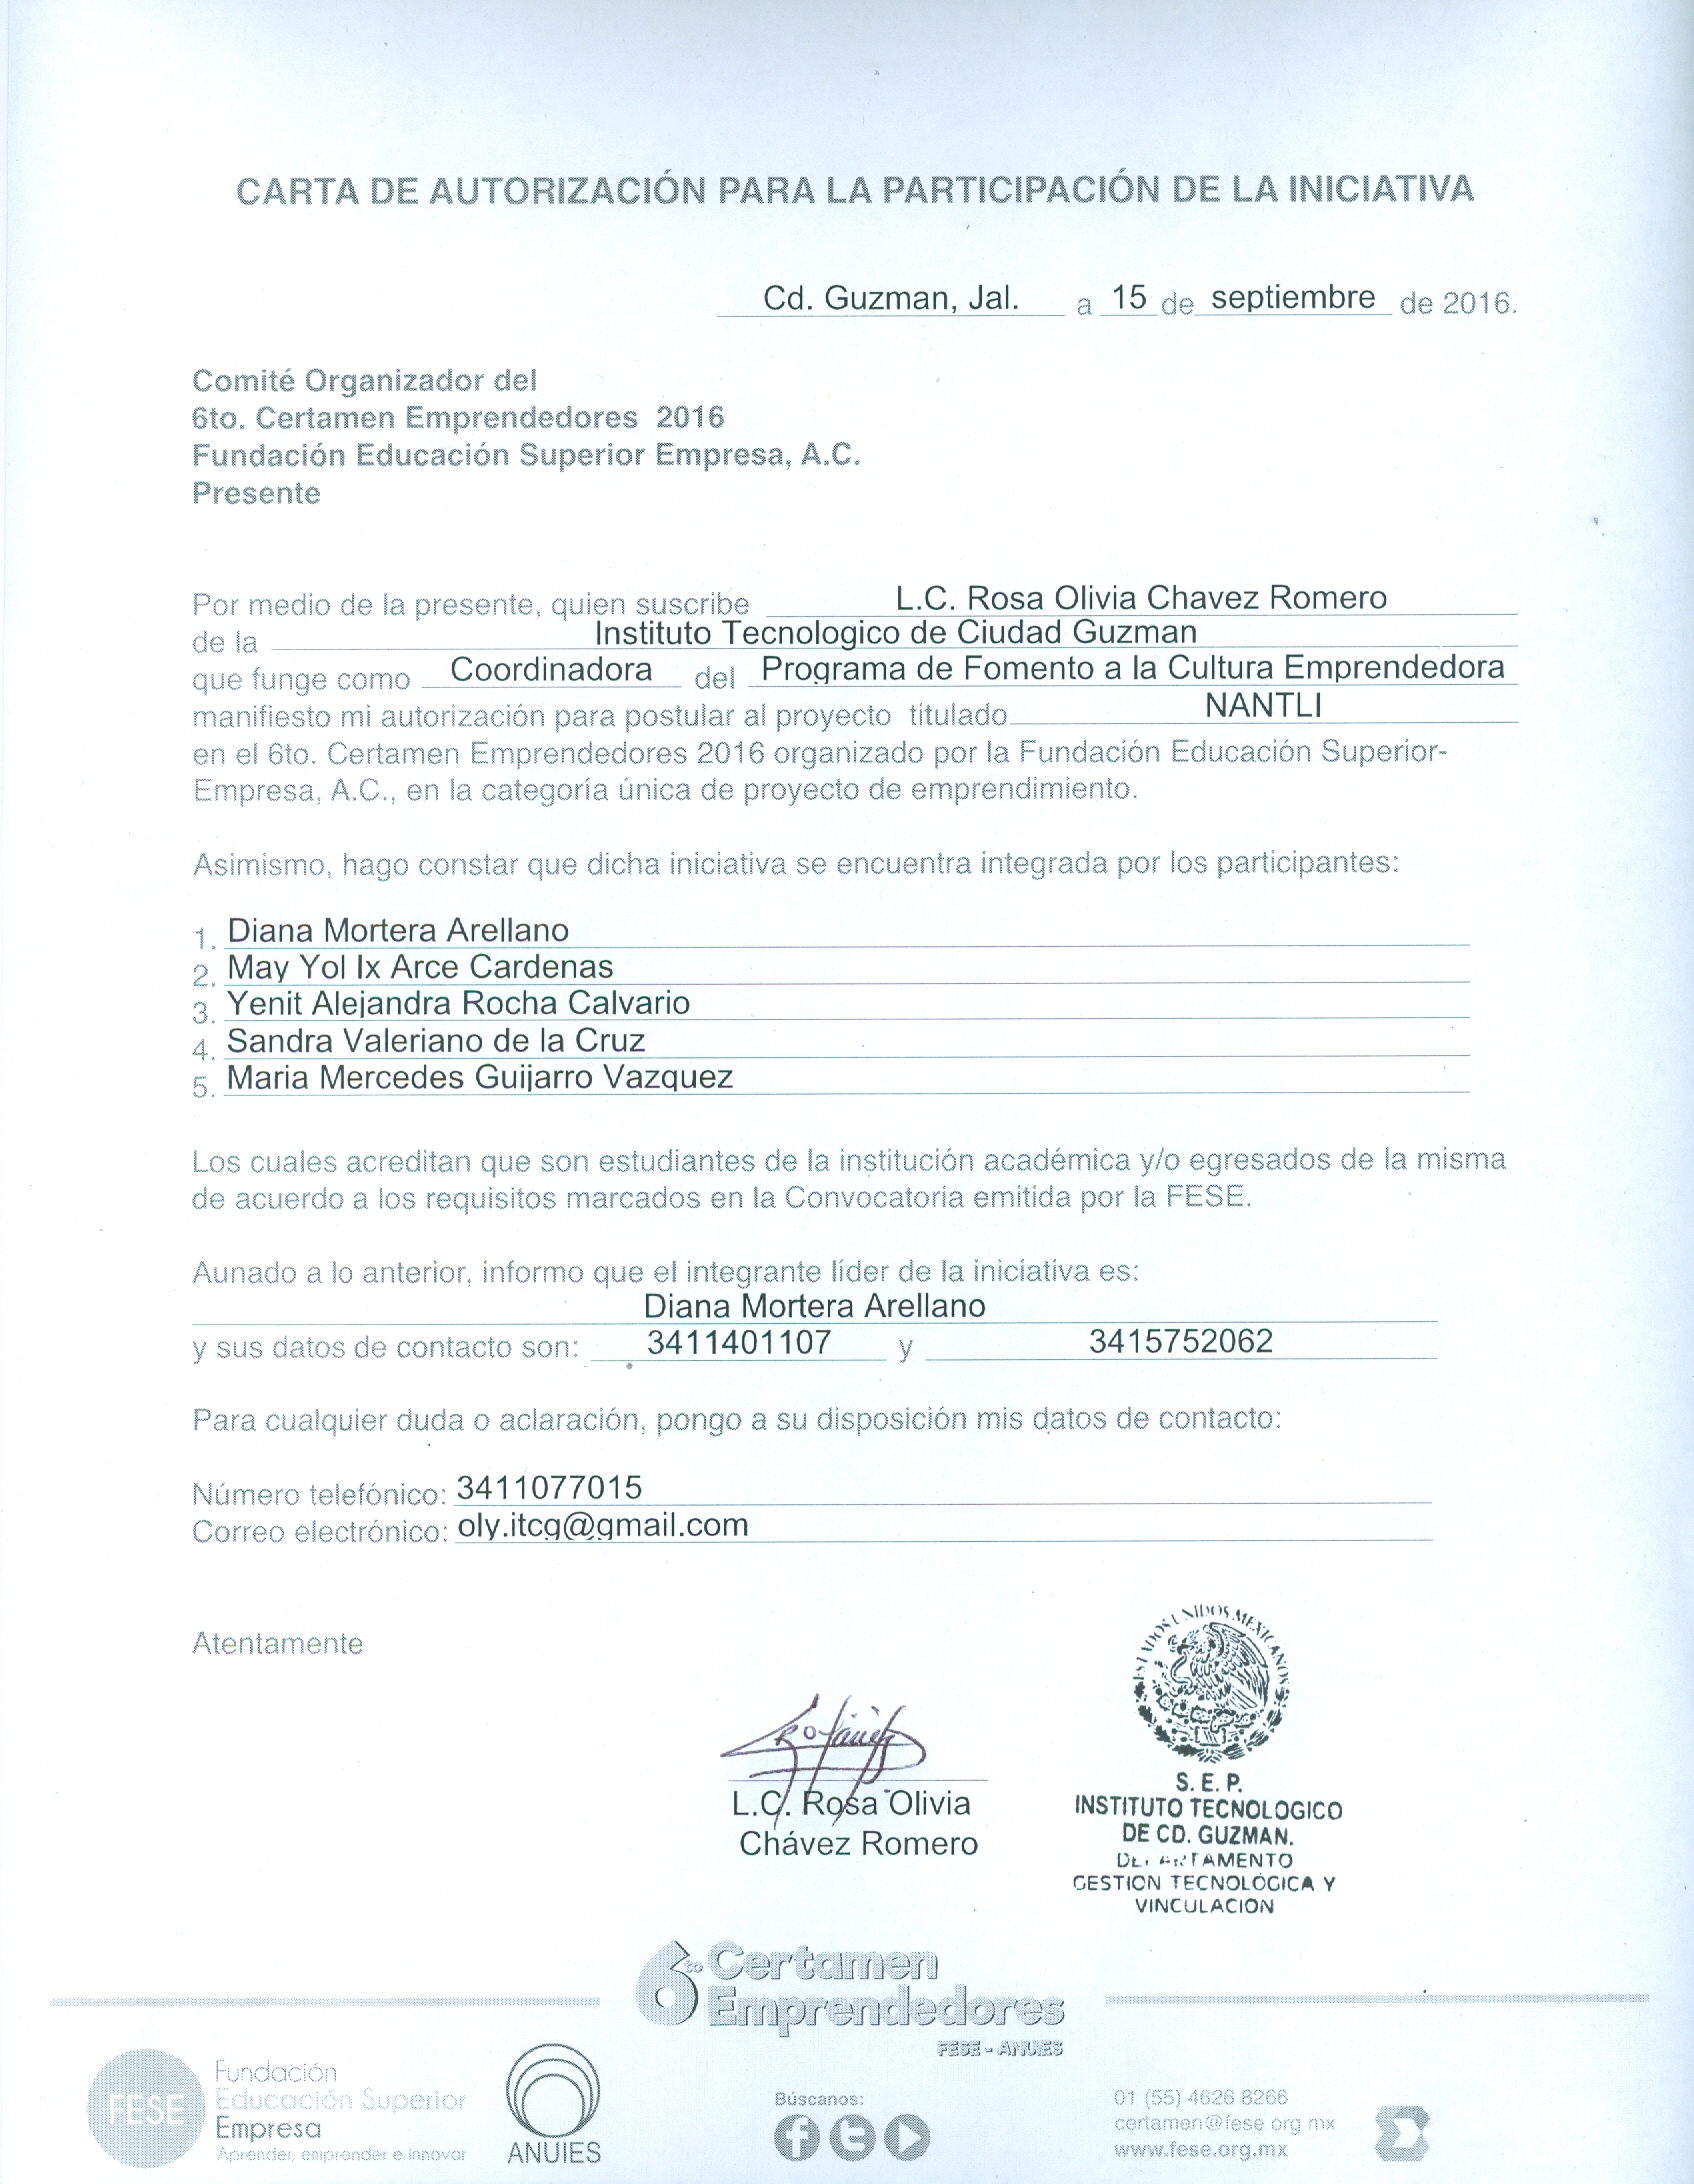 CARTA DE AUTORIZACIÓN PARA LA PARTICIPACIÓN DE LA INICIATIVA
Cd. Guzman, Jal. a 15 de septiembre de 2016.
Comité Organizador del
6to. Certamen Emprendedores 2016
Fundación Educación Superior Empresa, A.C.
Presente
Por medio de la presente, quien suscribe L.C. Rosa Olivia Chavez Romero
de la Instituto Tecnologico de Ciudad Guzman
que funge como Coordinadora del Programa de Fomento a la Cultura Emprendedora
manifiesto mi autorización para postular al proyecto titulado NANTLI
en el 6to. Certamen Emprendedores 2016 organizado por la Fundación Educación Superior-
Empresa, A.C., en la categoría única de proyecto de emprendimiento.
Asimismo, hago constar que dicha iniciativa se encuentra integrada por los participantes:
1. Diana Mortera Arellano
2. May Yol Ix Arce Cardenas
3. Yenit Alejandra Rocha Calvario
4. Sandra Valeriano de la Cruz
5. Maria Mercedes Guijarro Vazquez
Los cuales acreditan que son estudiantes de la institución académica y/o egresados de la misma
de acuerdo a los requisitos marcados en la Convocatoria emitida por la FESE.
Aunado a lo anterior, informo que el integrante líder de la iniciativa es:
Diana Mortera Arellano
y sus datos de contacto son: 3411401107 y 3415752062
Para cualquier duda o aclaración, pongo a su disposición mis datos de contacto:
Número telefónico: 3411077015
Correo electrónico: oly.itcg@gmail.com
Atentamente
ESTADOS UNIDOS MEXICANOS
L.C. Rosa Olivia
Chávez Romero
S. E. P.
INSTITUTO TECNOLOGICO
DE CD. GUZMAN.
DEPARTAMENTO
GESTION TECNOLÓGICA Y
VINCULACION
6to Certamen
Emprendedores
FESE - ANUIES
FESE
Fundación
Educación Superior
Empresa
Aprender, emprender e innovar
ANUIES
Búscanos:
01 (55) 4626 8266
certamen@fese.org.mx
www.fese.org.mx